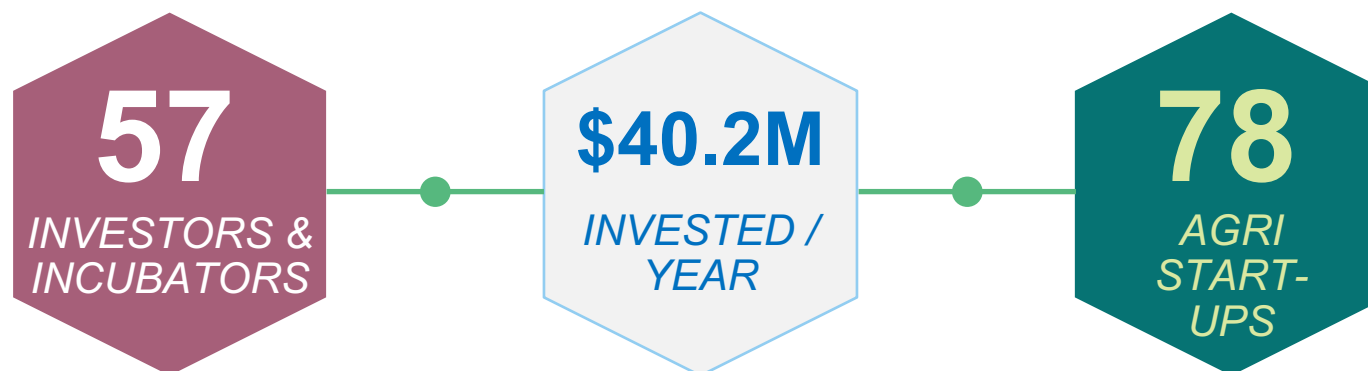 57
INVESTORS &
INCUBATORS
$40.2M
INVESTED /
YEAR
78
AGRI
START-
UPS